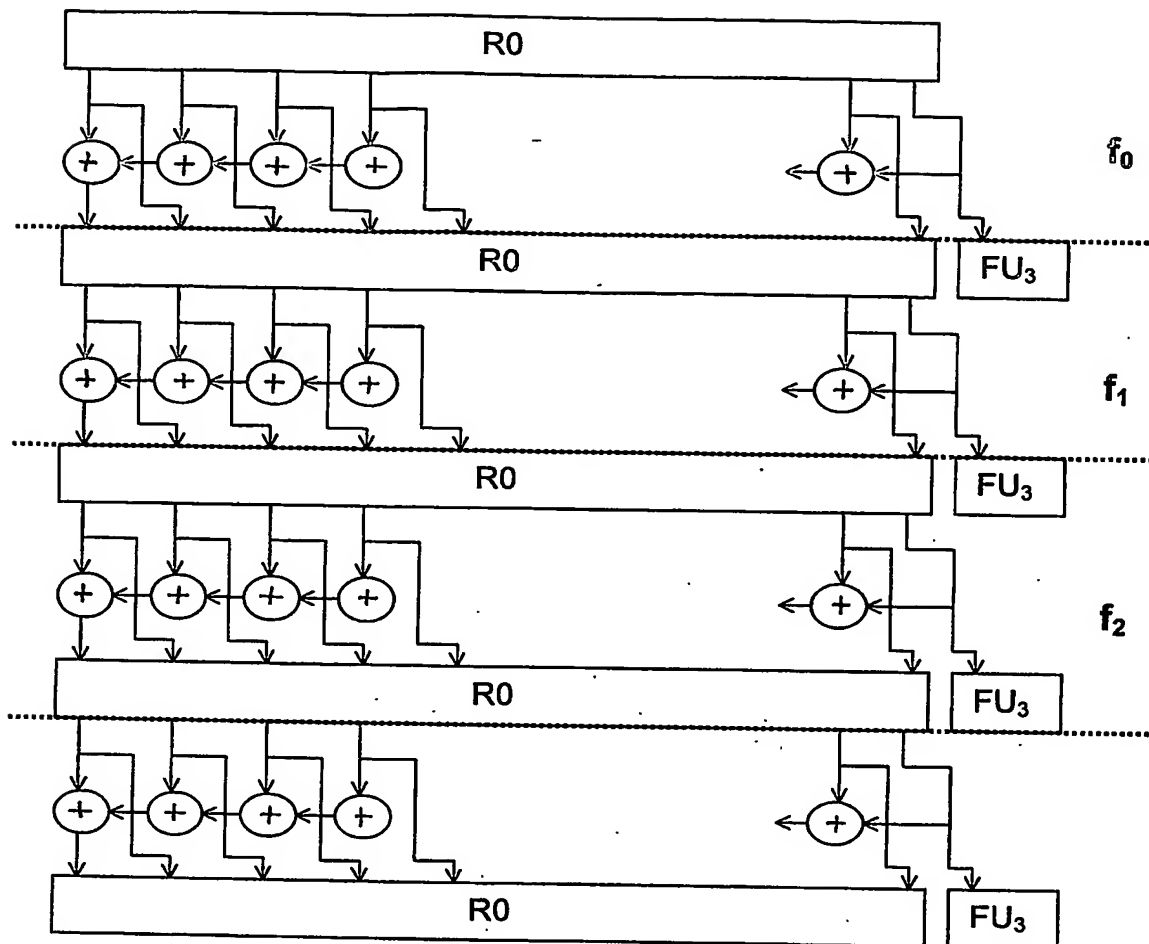 R0
+ + + + +
f₀
R0 FU₃
+ + + + +
f₁
R0 FU₃
+ + + + +
f₂
R0 FU₃
+ + + + +
R0 FU₃